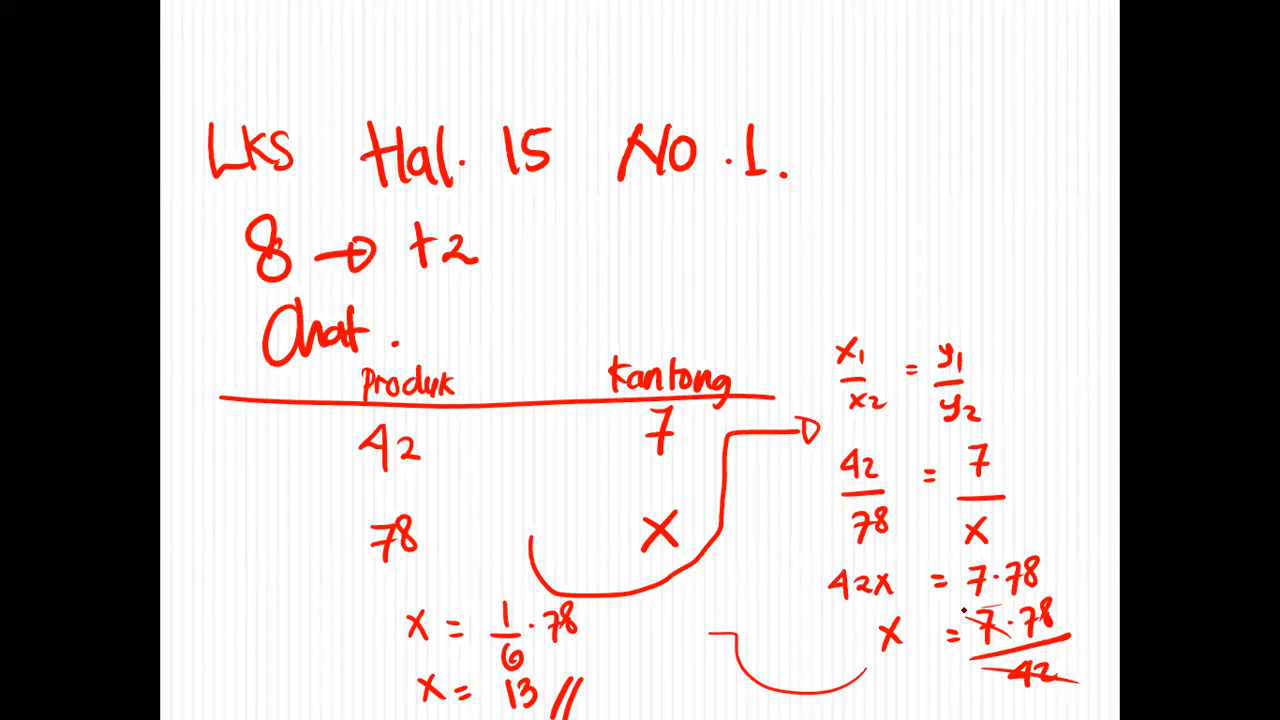 Lks Hal. 15 No. 1.
8 → +2
Chat.
Produk Kantong
42 7
78 x
x = 1/6 · 78
x = 13 //
x1/x2 = y1/y2
42/78 = 7/x
42x = 7·78
x = 7·78/42